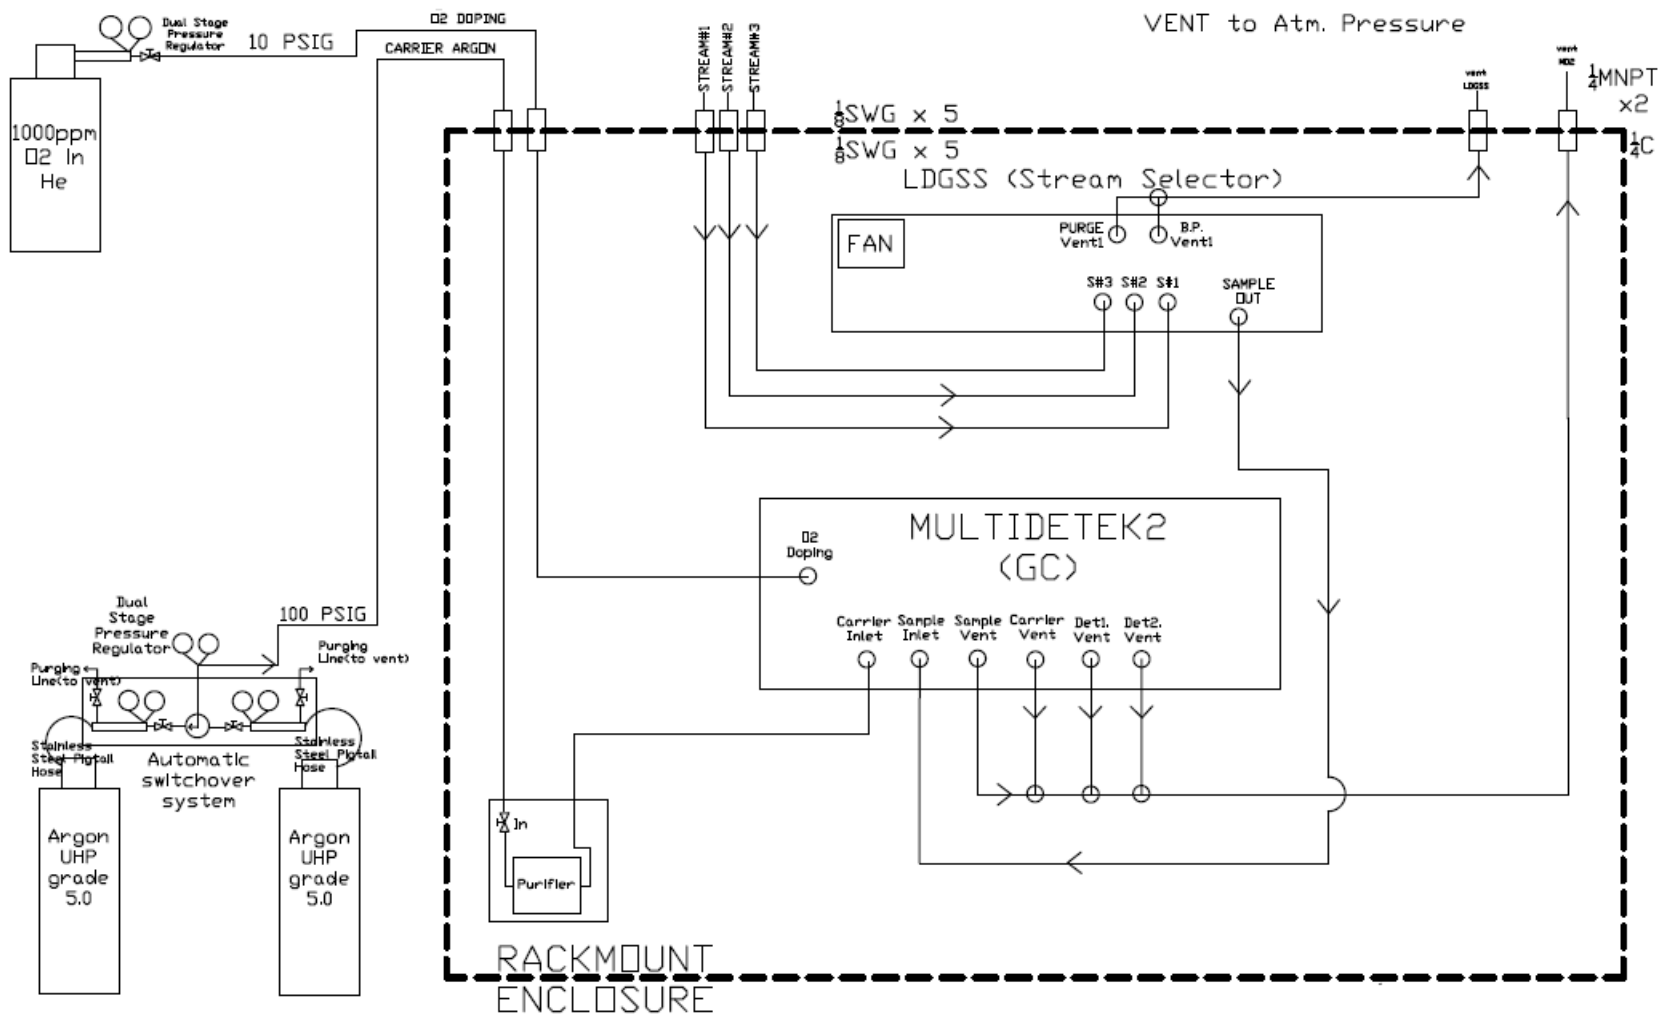 O2 DOPING
Dual Stage
Pressure
Regulator
10 PSIG
CARRIER ARGON
STREAM#1
STREAM#2
STREAM#3
VENT to Atm. Pressure
vent
LDGSS
vent
MD2
1/4MNPT
x2
1/8SWG x 5
1/8SWG x 5
1/4C
1000ppm
O2 In
He
LDGSS (Stream Selector)
FAN
PURGE
Vent1
B.P.
Vent1
S#3
S#2
S#1
SAMPLE
OUT
MULTIDETEK2
(GC)
O2
Doping
Carrier
Inlet
Sample
Inlet
Sample
Vent
Carrier
Vent
Det1.
Vent
Det2.
Vent
Dual
Stage
Pressure
Regulator
100 PSIG
Purging
Line(to vent)
Purging
Line(to vent)
Stainless
Steel Pigtail
Hose
Stainless
Steel Pigtail
Hose
Automatic
switchover
system
Argon
UHP
grade
5.0
Argon
UHP
grade
5.0
In
Purifier
RACKMOUNT
ENCLOSURE